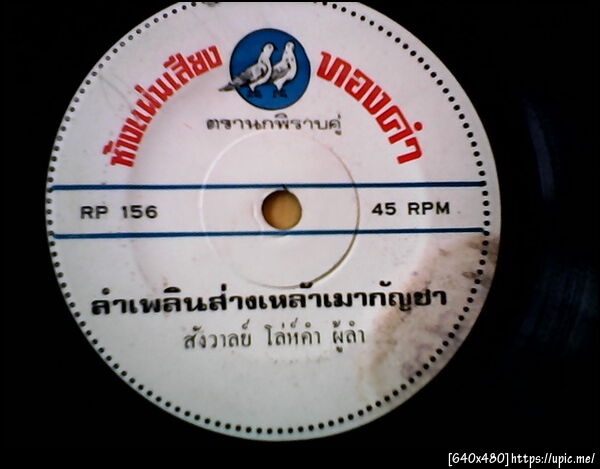 ห้างแผ่นเสียง ทองคำ
ตรานกพิราบคู่
RP 156 45 RPM
ลำเพลินส่างเหล้าเมากัญชา
สังวาลย์ โล่ห์คำ ผู้ลำ
[640x480]https://upic.me/